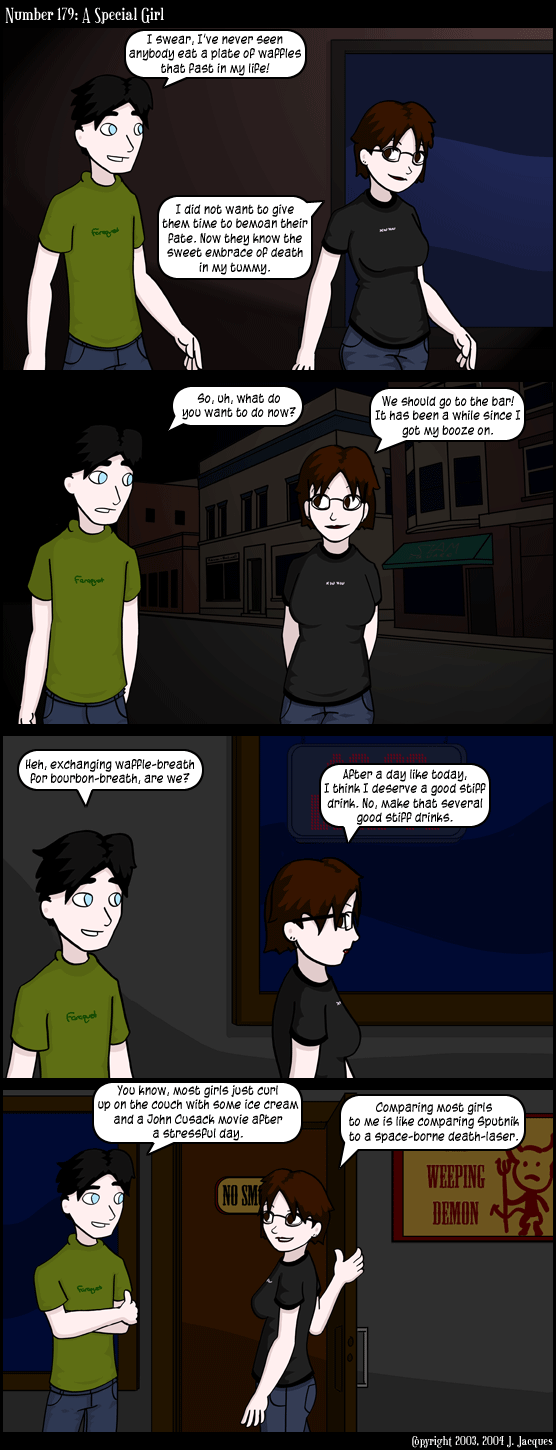 Number 179: A Special Girl
I swear, I've never seen
anybody eat a plate of waffles
that fast in my life!
I did not want to give
them time to bemoan their
fate. Now they know the
sweet embrace of death
in my tummy.
So, uh, what do
you want to do now?
We should go to the bar!
It has been a while since I
got my booze on.
Heh, exchanging waffle-breath
for bourbon-breath, are we?
After a day like today,
I think I deserve a good stiff
drink. No, make that several
good stiff drinks.
You know, most girls just curl
up on the couch with some ice cream
and a John Cusack movie after
a stressful day.
Comparing most girls
to me is like comparing Sputnik
to a space-borne death-laser.
NO SM
WEEPING
DEMON
Copyright 2003, 2004 J. Jacques